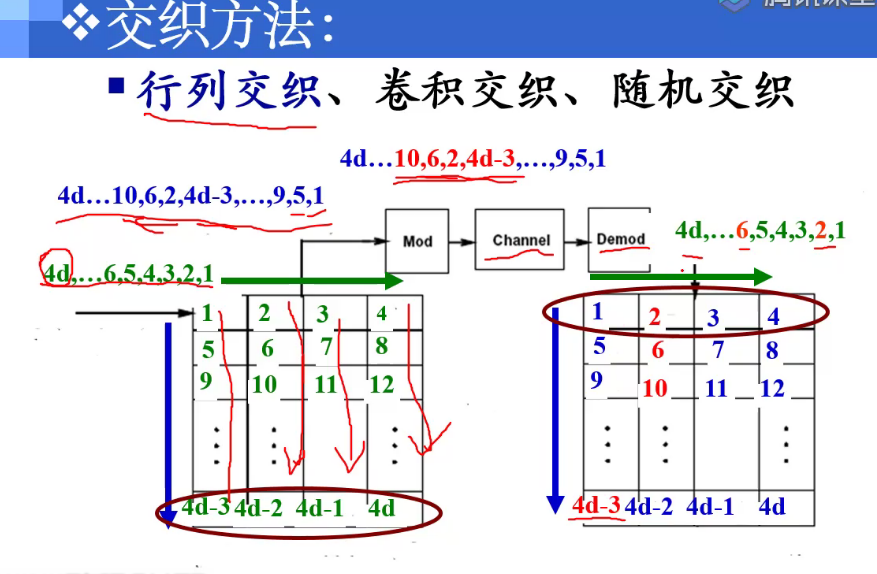 腾讯课堂
交织方法:
行列交织、卷积交织、随机交织
4d…10,6,2,4d-3,…,9,5,1
4d…10,6,2,4d-3,…,9,5,1
Mod
Channel
Demod
4d,…6,5,4,3,2,1
4d,…6,5,4,3,2,1
1 2 3 4
5 6 7 8
9 10 11 12
4d-3 4d-2 4d-1 4d
1 2 3 4
5 6 7 8
9 10 11 12
4d-3 4d-2 4d-1 4d